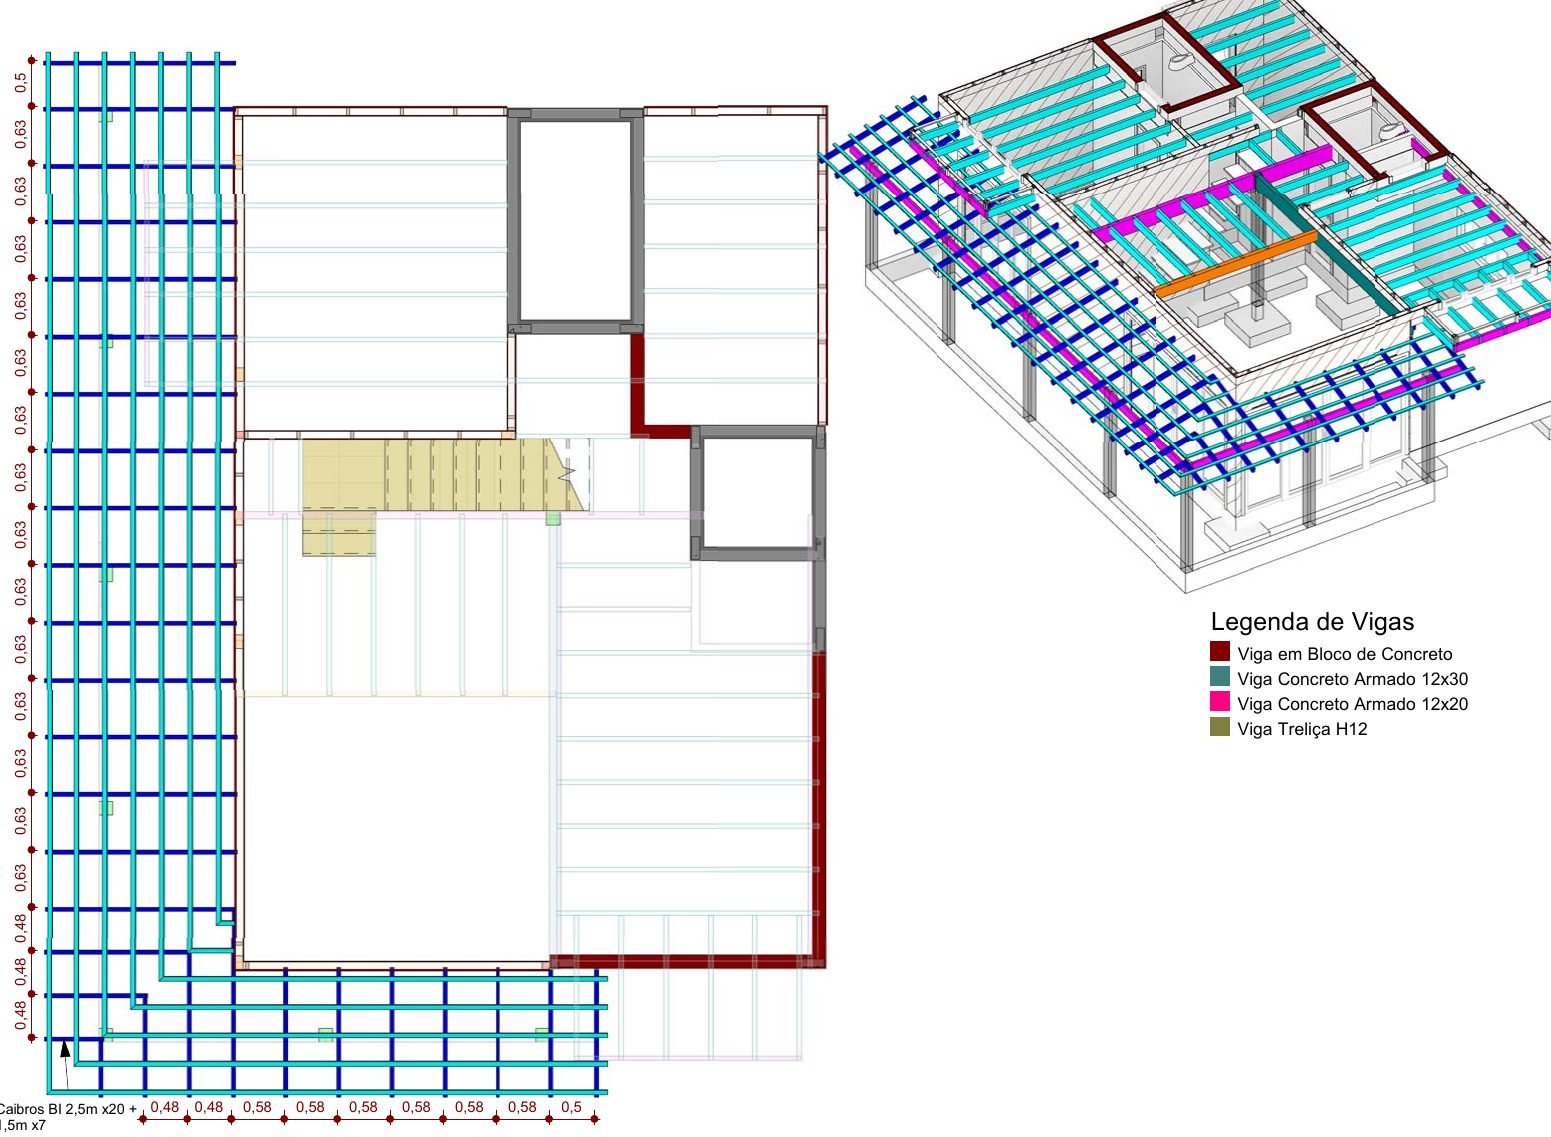 0,5
0,63
0,63
0,63
0,63
0,63
0,63
0,63
0,63
0,63
0,63
0,63
0,63
0,63
0,63
0,48
0,48
0,48
Legenda de Vigas
Viga em Bloco de Concreto
Viga Concreto Armado 12x30
Viga Concreto Armado 12x20
Viga Treliça H12
Caibros BI 2,5m x20 +
1,5m x7
0,48 0,48 0,58 0,58 0,58 0,58 0,58 0,58 0,5